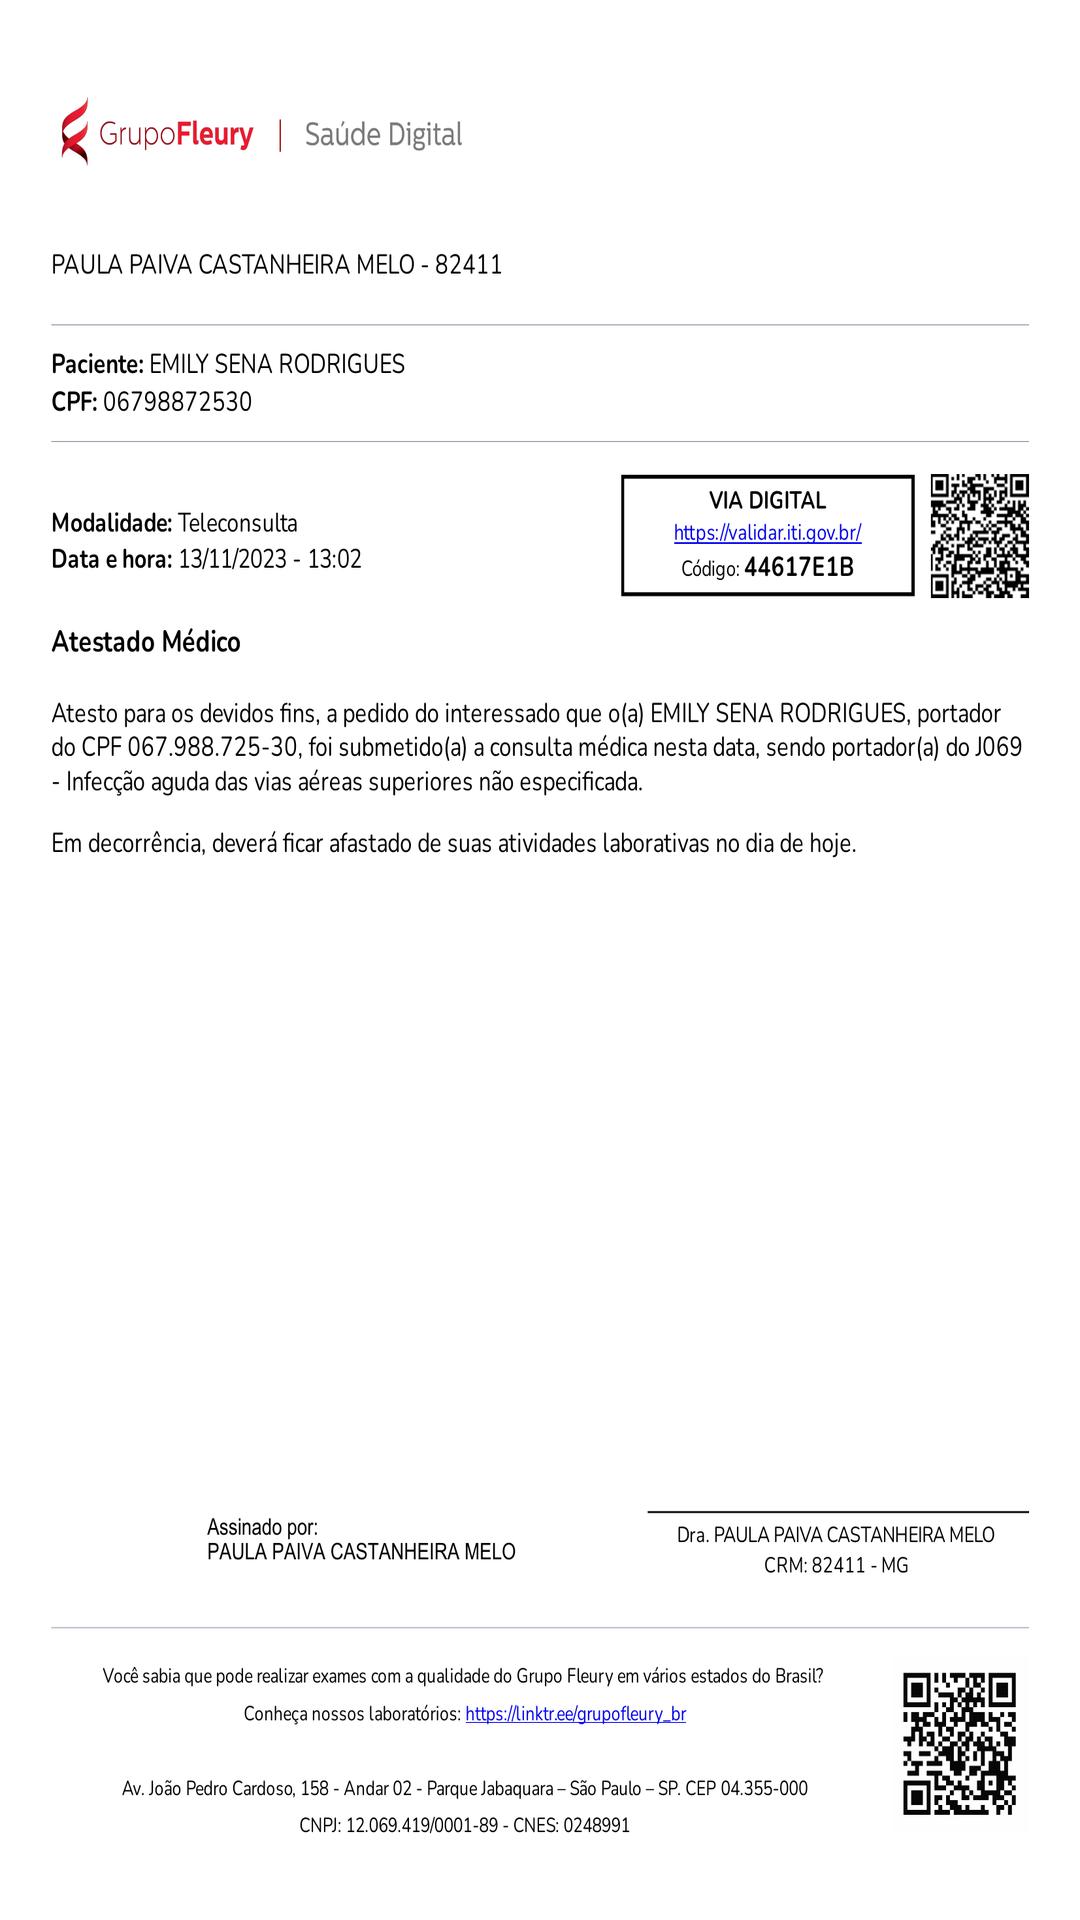 GrupoFleury | Saúde Digital
PAULA PAIVA CASTANHEIRA MELO - 82411
Paciente: EMILY SENA RODRIGUES
CPF: 06798872530
VIA DIGITAL
https://validar.iti.gov.br/
Código: 44617E1B
Modalidade: Teleconsulta
Data e hora: 13/11/2023 - 13:02
Atestado Médico
Atesto para os devidos fins, a pedido do interessado que o(a) EMILY SENA RODRIGUES, portador
do CPF 067.988.725-30, foi submetido(a) a consulta médica nesta data, sendo portador(a) do J069
- Infecção aguda das vias aéreas superiores não especificada.
Em decorrência, deverá ficar afastado de suas atividades laborativas no dia de hoje.
Assinado por:
PAULA PAIVA CASTANHEIRA MELO
Dra. PAULA PAIVA CASTANHEIRA MELO
CRM: 82411 - MG
Você sabia que pode realizar exames com a qualidade do Grupo Fleury em vários estados do Brasil?
Conheça nossos laboratórios: https://linktr.ee/grupofleury_br
Av. João Pedro Cardoso, 158 - Andar 02 - Parque Jabaquara – São Paulo – SP. CEP 04.355-000
CNPJ: 12.069.419/0001-89 - CNES: 0248991